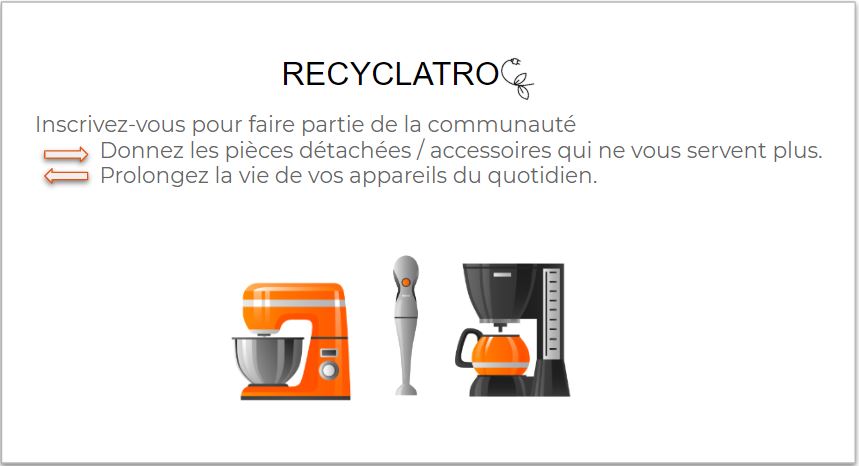 RECYCLATRO
Inscrivez-vous pour faire partie de la communauté
Donnez les pièces détachées / accessoires qui ne vous servent plus.
Prolongez la vie de vos appareils du quotidien.